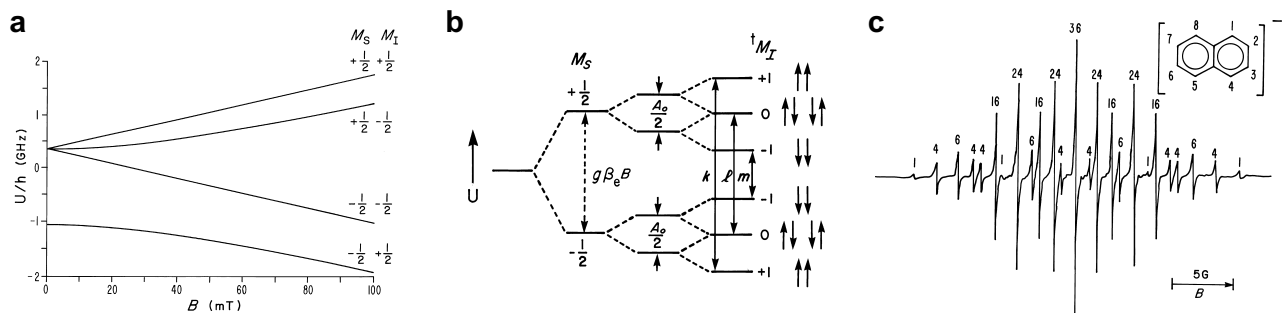 a
M_S M_I
+1/2 +1/2
+1/2 -1/2
-1/2 -1/2
-1/2 +1/2
U/h (GHz)
2
1
0
-1
-2
0 20 40 60 80 100
B (mT)
b
M_S
†M_I
+1/2
-1/2
U
gβ_eB
A_o/2
A_o/2
k ℓ m
+1 ↑↑
0 ↑↓ ↓↑
-1 ↓↓
-1 ↓↓
0 ↑↓ ↓↑
+1 ↑↑
c
1 4 6 4 4 16 1 24 6 16 24 4 36 4 24 16 6 24 1 16 4 4 6 4 1
8 1
7 2
6 3
5 4
−
5G
B